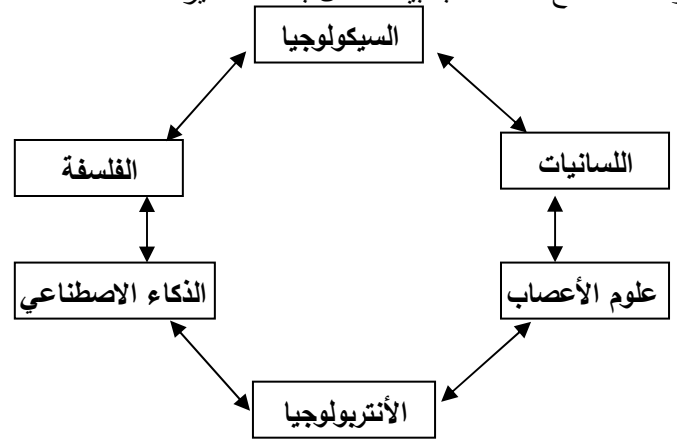 السيكولوجيا
اللسانيات
الفلسفة
علوم الأعصاب
الذكاء الاصطناعي
الأنتربولوجيا